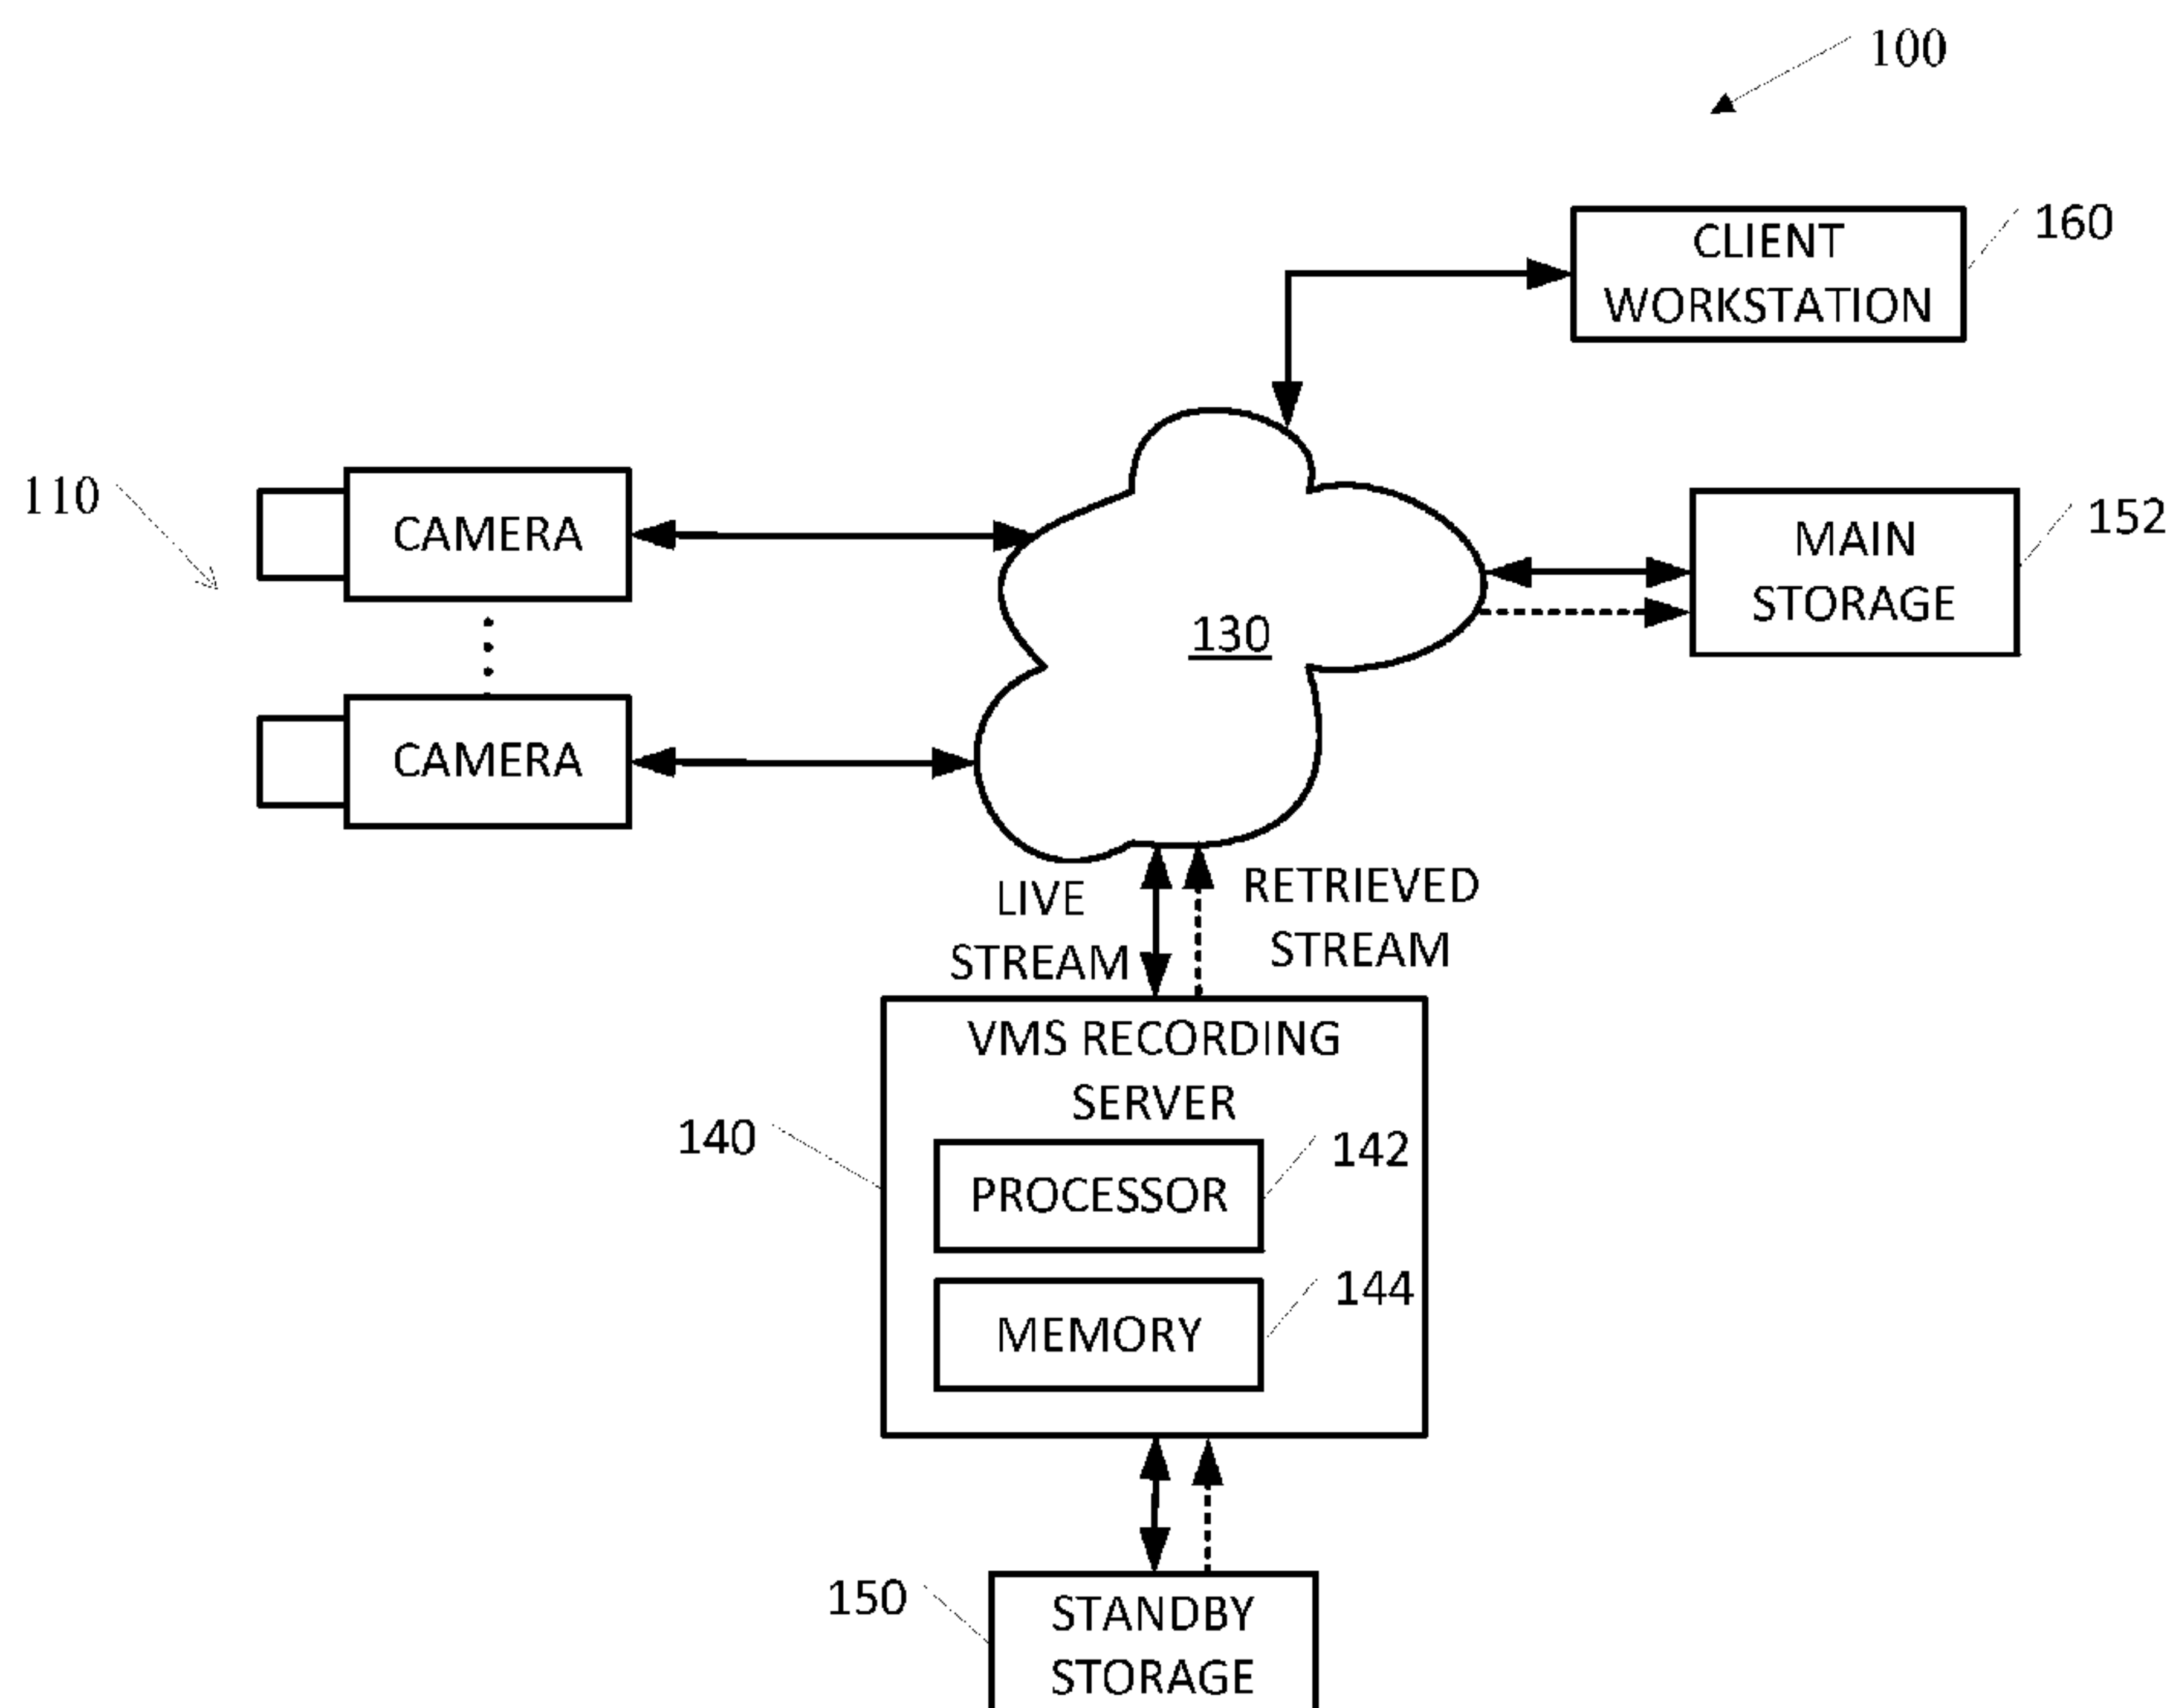 100
CLIENT
WORKSTATION
160
110
CAMERA
MAIN
STORAGE
152
130
CAMERA
LIVE
STREAM
RETRIEVED
STREAM
VMS RECORDING
SERVER
140
PROCESSOR
142
MEMORY
144
150
STANDBY
STORAGE